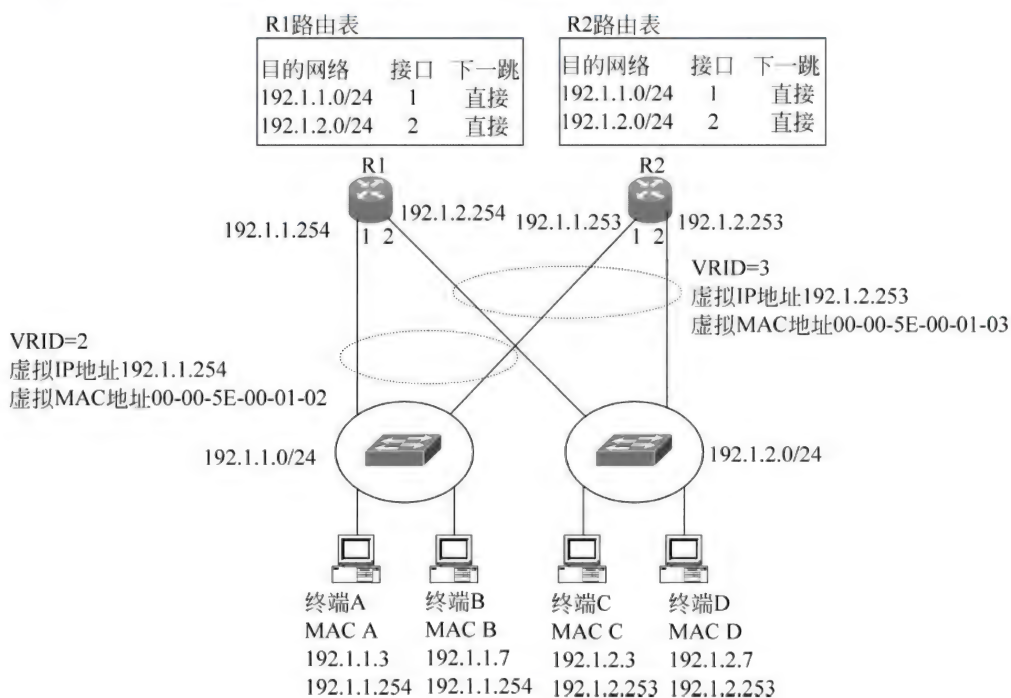 R1路由表
目的网络 接口 下一跳
192.1.1.0/24 1 直接
192.1.2.0/24 2 直接
R2路由表
目的网络 接口 下一跳
192.1.1.0/24 1 直接
192.1.2.0/24 2 直接
R1
R2
192.1.1.254
192.1.2.254
192.1.1.253
192.1.2.253
1 2
1 2
VRID=3
虚拟IP地址192.1.2.253
虚拟MAC地址00-00-5E-00-01-03
VRID=2
虚拟IP地址192.1.1.254
虚拟MAC地址00-00-5E-00-01-02
192.1.1.0/24
192.1.2.0/24
终端A
MAC A
192.1.1.3
192.1.1.254
终端B
MAC B
192.1.1.7
192.1.1.254
终端C
MAC C
192.1.2.3
192.1.2.253
终端D
MAC D
192.1.2.7
192.1.2.253